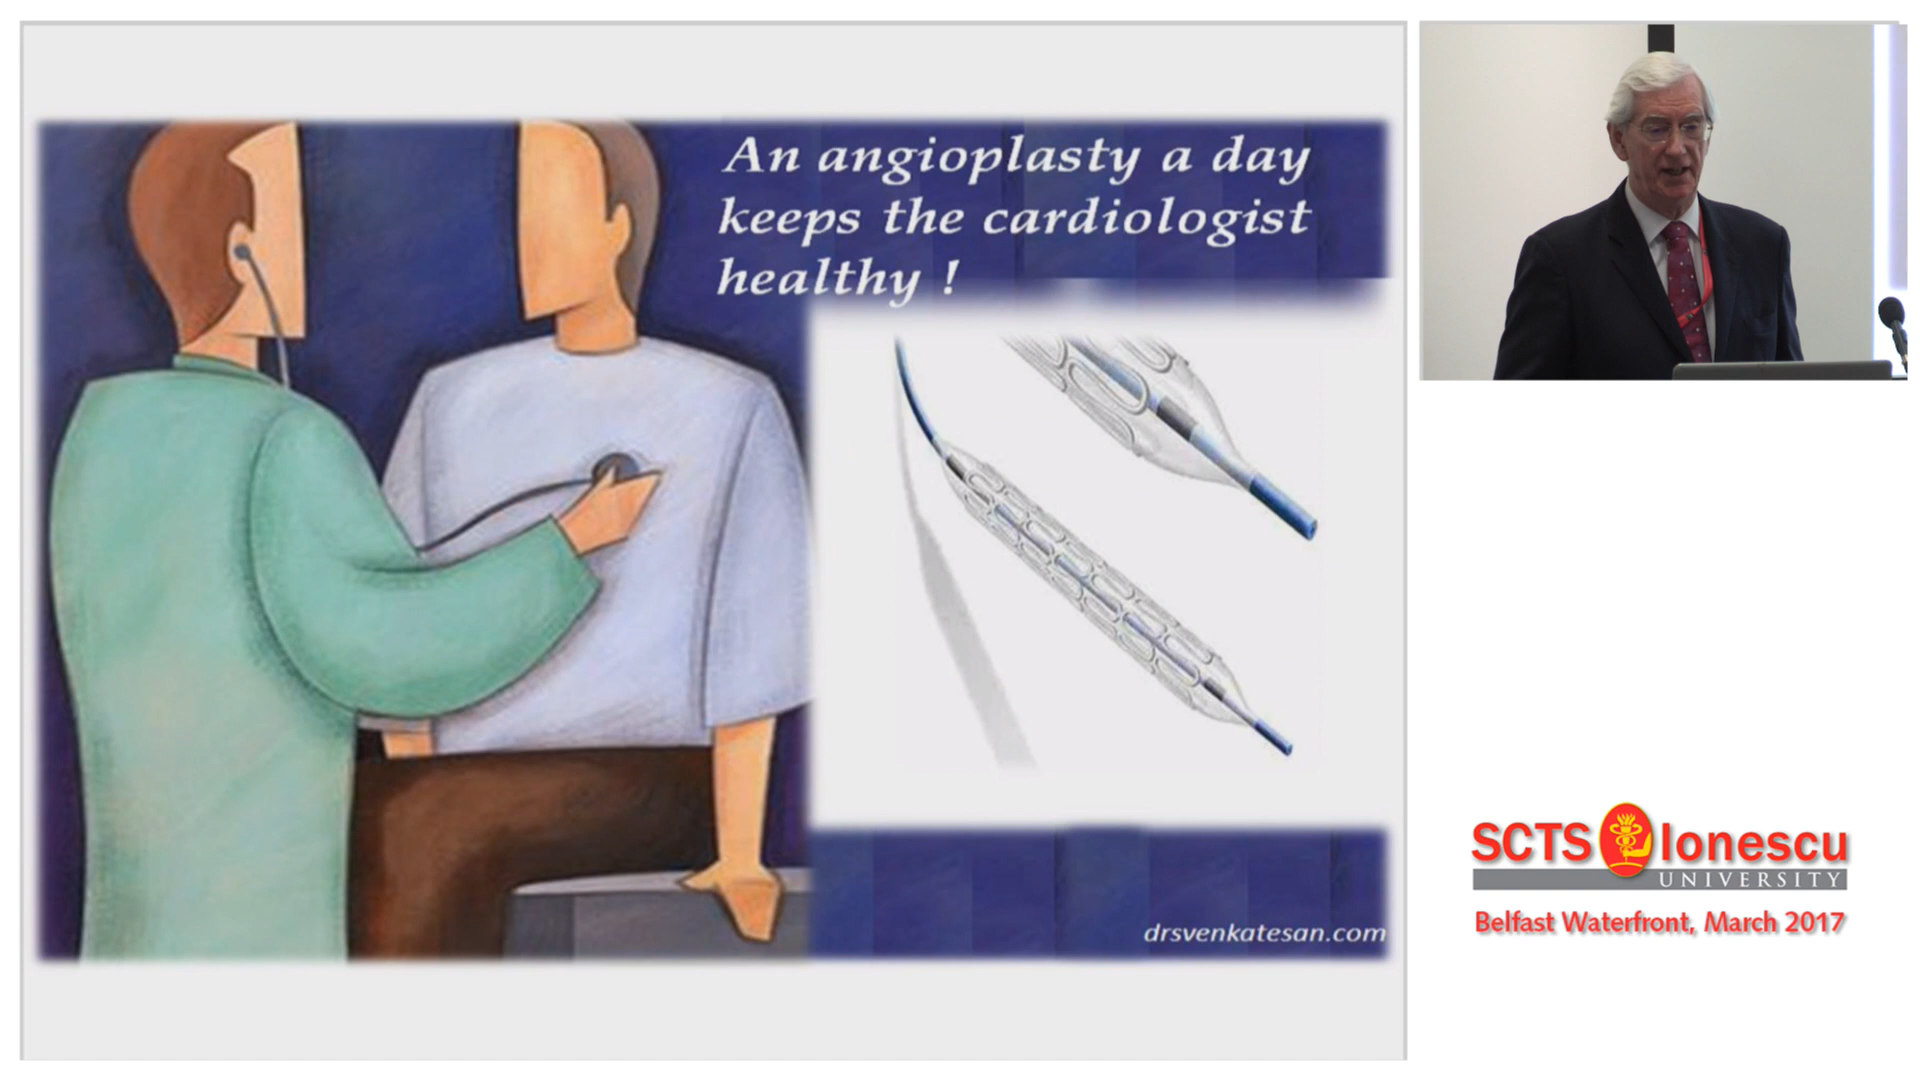 An angioplasty a day
keeps the cardiologist
healthy !
drsvenkatesan.com
SCTS Ionescu
UNIVERSITY
Belfast Waterfront, March 2017